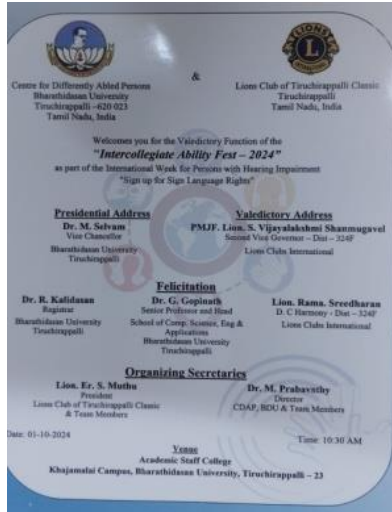 Centre for Differently Abled Persons
Bharathidasan University
Tiruchirappalli –620 023
Tamil Nadu, India
&
Lions Club of Tiruchirappalli Classic
Tiruchirappalli
Tamil Nadu, India
Welcomes you for the Valedictory Function of the
"Intercollegiate Ability Fest – 2024"
as part of the International Week for Persons with Hearing Impairment
"Sign up for Sign Language Rights"
Presidential Address
Dr. M. Selvam
Vice Chancellor
Bharathidasan University
Tiruchirappalli
Valedictory Address
PMJF. Lion. S. Vijayalakshmi Shanmugavel
Second Vice Governor – Dist – 324F
Lions Clubs International
Felicitation
Dr. R. Kalidasan
Registrar
Bharathidasan University
Tiruchirappalli
Dr. G. Gopinath
Senior Professor and Head
School of Comp. Science, Eng &
Applications
Bharathidasan University
Tiruchirappalli
Lion. Rama. Sreedharan
D. C Harmony - Dist – 324F
Lions Clubs International
Organizing Secretaries
Lion. Er. S. Muthu
President
Lions Club of Tiruchirappalli Classic
& Team Members
Dr. M. Prabavathy
Director
CDAP, BDU & Team Members
Date: 01-10-2024
Time: 10:30 AM
Venue
Academic Staff College
Khajamalai Campus, Bharathidasan University, Tiruchirappalli – 23